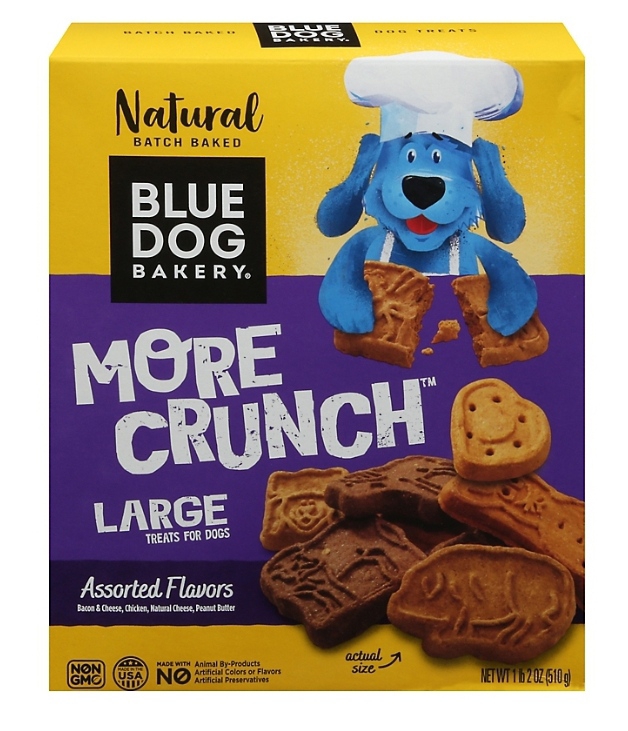 BATCH BAKED
BLUE
DOG
BAKERY.
DOG TREATS
Natural
BATCH BAKED
BLUE
DOG
BAKERY®
MORE
CRUNCH™
LARGE
TREATS FOR DOGS
Assorted Flavors
Bacon & Cheese, Chicken, Natural Cheese, Peanut Butter
NON
GMO
MADE IN THE
USA
MADE WITH
NO
Animal By-Products
Artificial Colors or Flavors
Artificial Preservatives
actual
size
NET WT 1 lb 2 OZ (510 g)